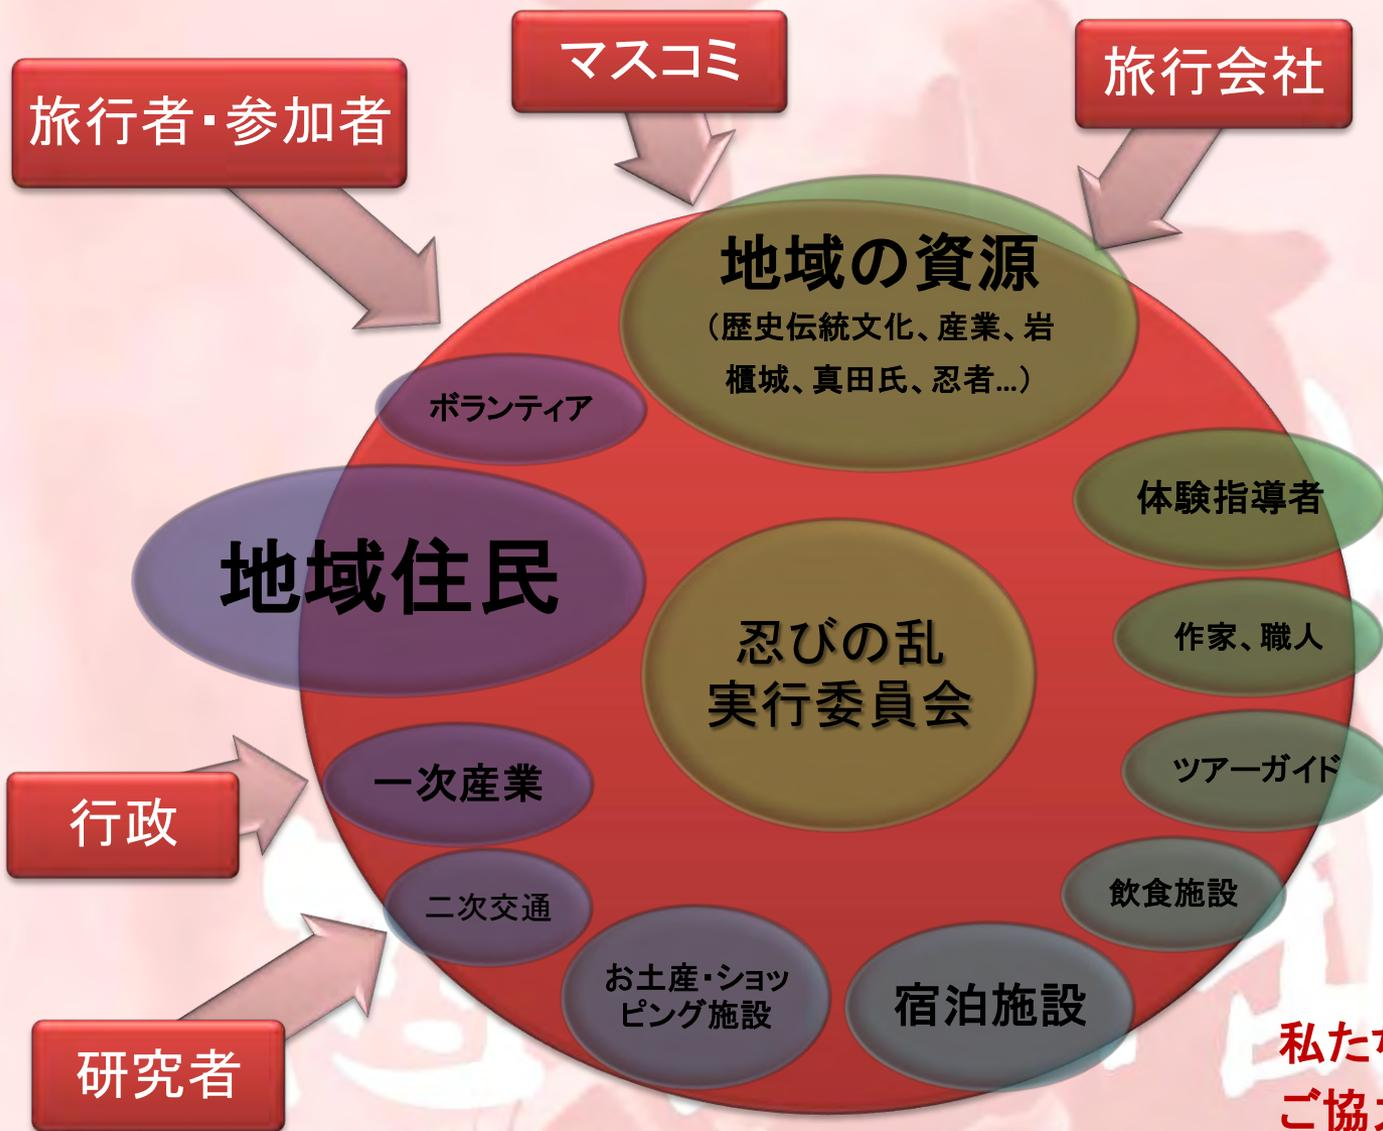 マスコミ
旅行会社
旅行者・参加者
地域の資源
（歴史伝統文化、産業、岩
櫃城、真田氏、忍者…）
ボランティア
体験指導者
地域住民
作家、職人
忍びの乱
実行委員会
ツアーガイド
一次産業
行政
飲食施設
二次交通
お土産・ショッ
ピング施設
宿泊施設
研究者
私た
ご協